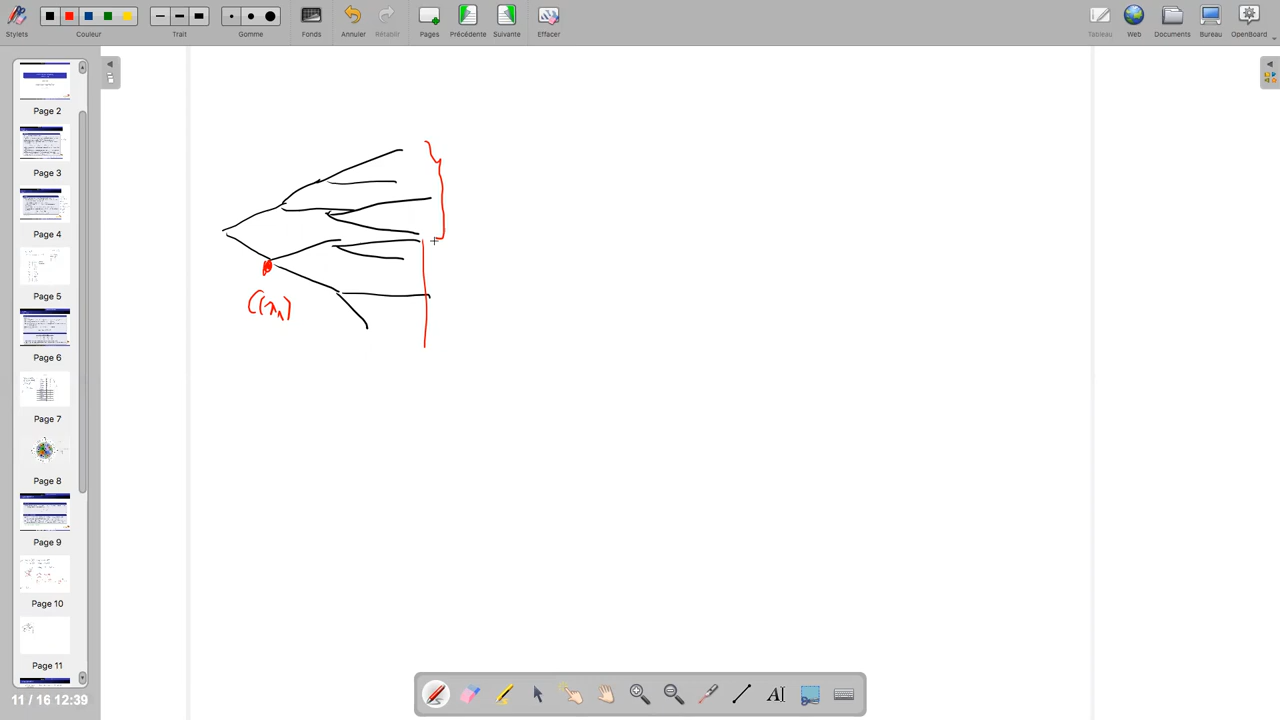 Stylets
Couleur
Trait
Gomme
Fonds
Annuler
Rétablir
Pages
Précédente
Suivante
Effacer
Tableau
Web
Documents
Bureau
OpenBoard
Page 2
Page 3
Page 4
Page 5
Page 6
Page 7
Page 8
Page 9
Page 10
Page 11
11 / 16 12:39